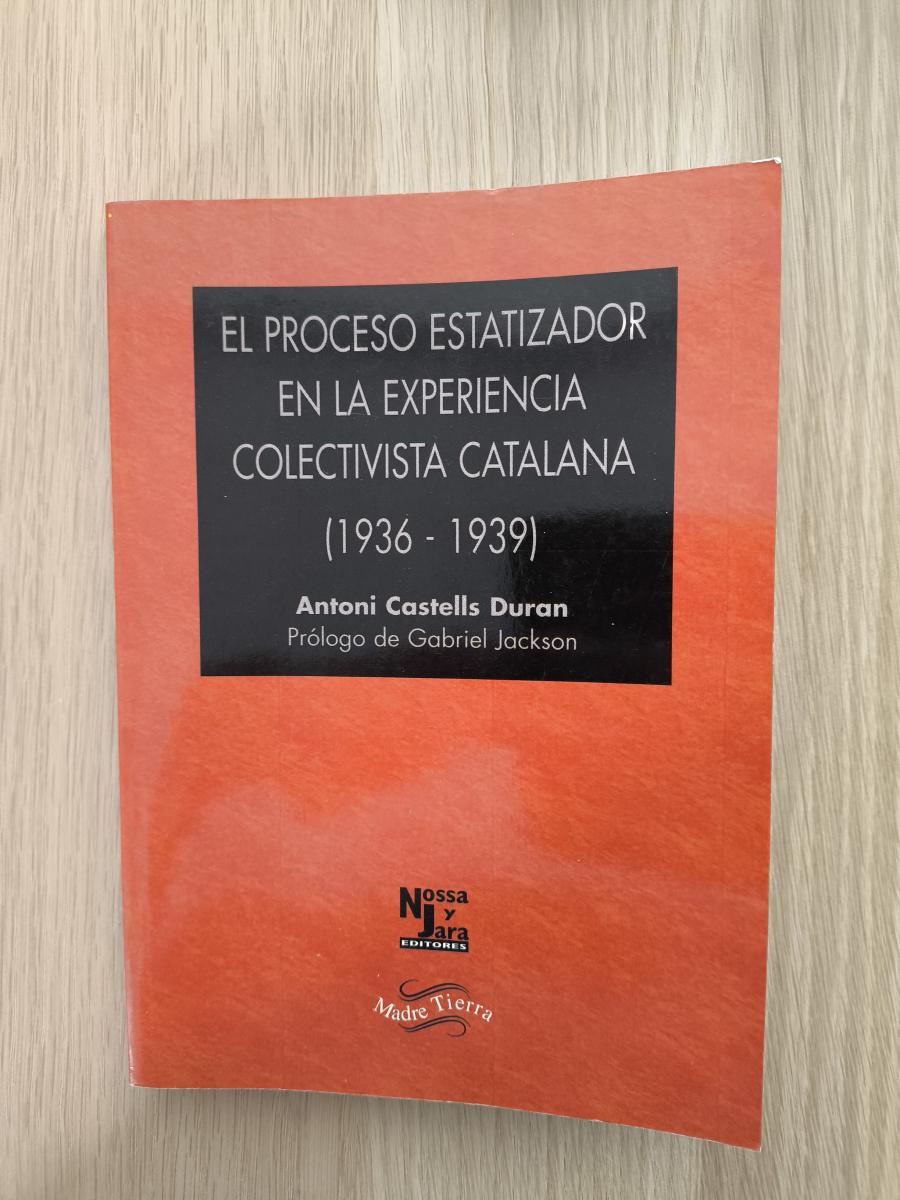 EL PROCESO ESTATIZADOR
EN LA EXPERIENCIA
COLECTIVISTA CATALANA
(1936 - 1939)
Antoni Castells Duran
Prólogo de Gabriel Jackson
Nossa
y
Jara
EDITORES
Madre Tierra